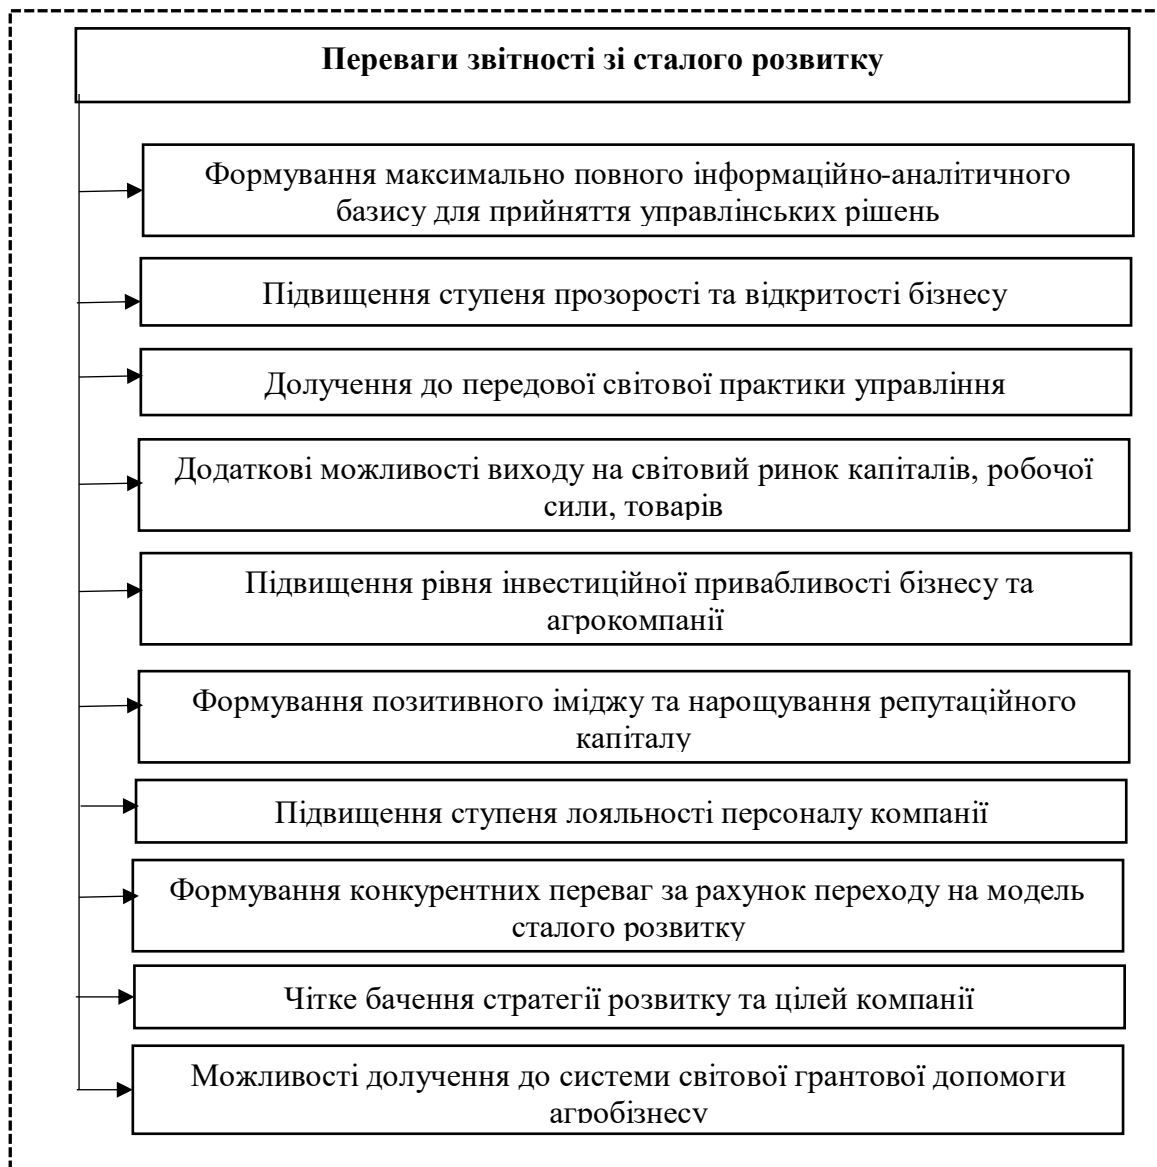 Переваги звітності зі сталого розвитку
Формування максимально повного інформаційно-аналітичного
базису для прийняття управлінських рішень
Підвищення ступеня прозорості та відкритості бізнесу
Долучення до передової світової практики управління
Додаткові можливості виходу на світовий ринок капіталів, робочої
сили, товарів
Підвищення рівня інвестиційної привабливості бізнесу та
агрокомпанії
Формування позитивного іміджу та нарощування репутаційного
капіталу
Підвищення ступеня лояльності персоналу компанії
Формування конкурентних переваг за рахунок переходу на модель
сталого розвитку
Чітке бачення стратегії розвитку та цілей компанії
Можливості долучення до системи світової грантової допомоги
агробізнесу